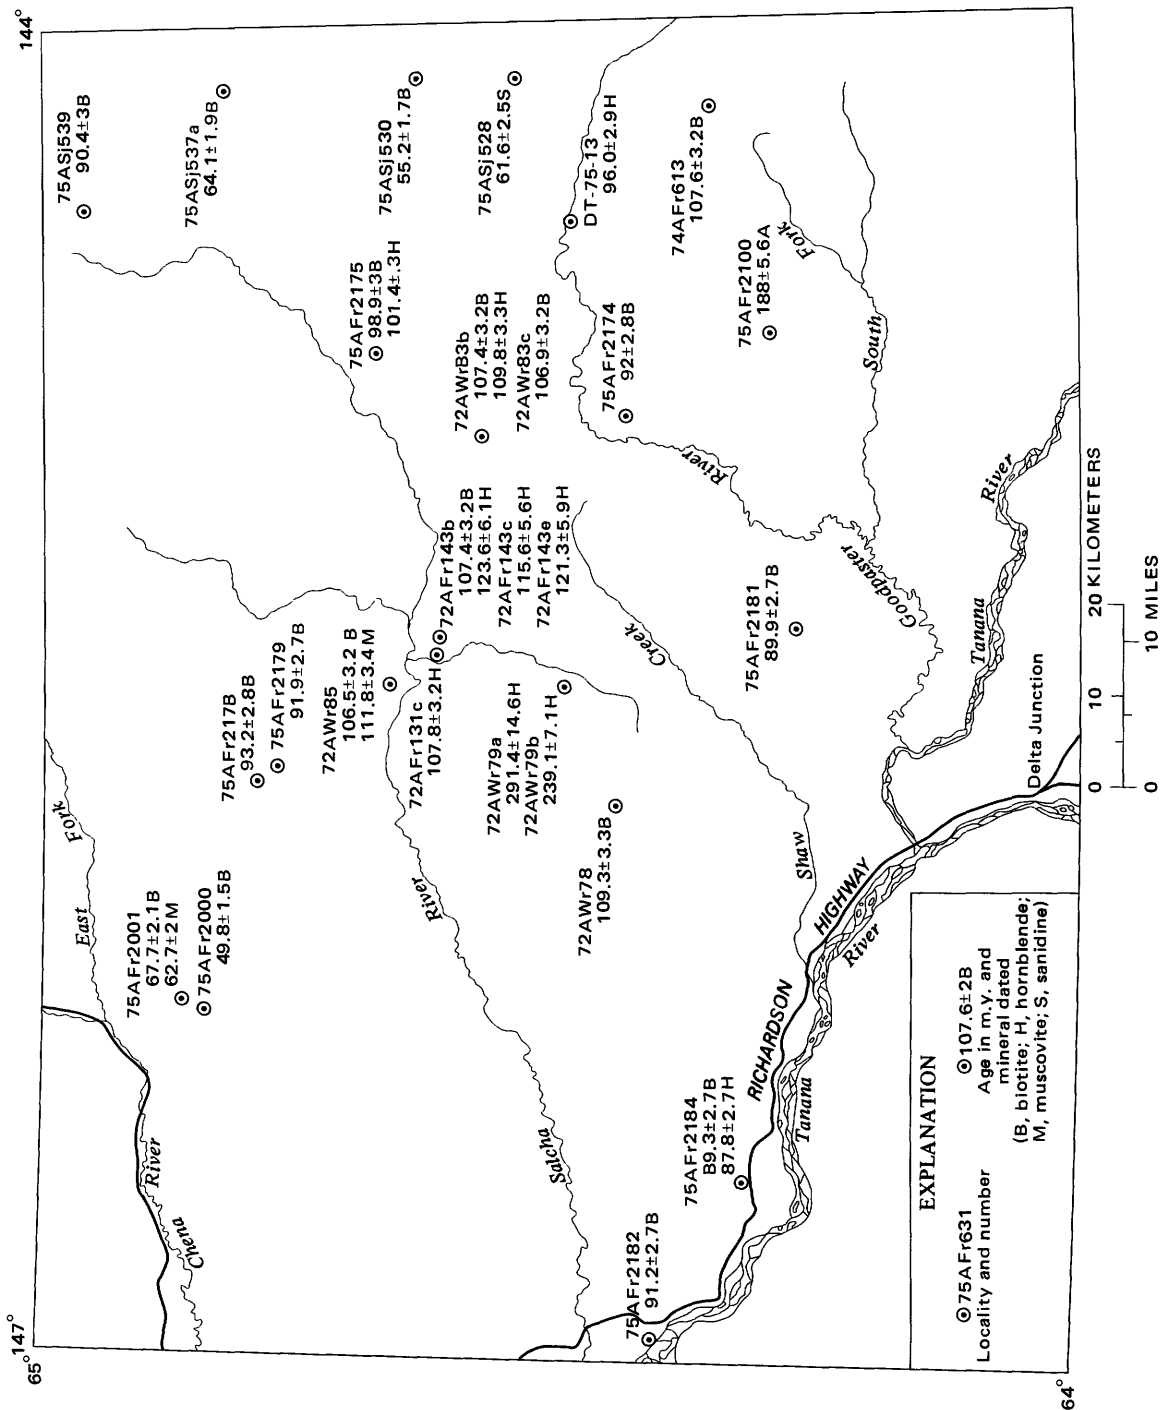 147°
144°
65°
64°
75ASj539
90.4±3B
75ASj537a
64.1±1.9B
75ASj530
55.2±1.7B
75ASj528
61.6±2.5S
DT-75-13
96.0±2.9H
74AFr613
107.6±3.2B
75AFr2100
188±5.6A
75AFr2175
98.9±3B
101.4±.3H
72AWrB3b
107.4±3.2B
109.8±3.3H
72AWr83c
106.9±3.2B
75AFr2174
92±2.8B
72AFr143b
107.4±3.2B
123.6±6.1H
72AFr143c
115.6±5.6H
72AFr143e
121.3±5.9H
75AFr2181
89.9±2.7B
75AFr217B
93.2±2.8B
75AFr2179
91.9±2.7B
72AWr85
106.5±3.2 B
111.8±3.4M
72AFr131c
107.8±3.2H
72AWr79a
291.4±14.6H
72AWr79b
239.1±7.1H
72AWr78
109.3±3.3B
75AFr2001
67.7±2.1B
62.7±2M
75AFr2000
49.8±1.5B
75AFr2184
B9.3±2.7B
87.8±2.7H
75AFr2182
91.2±2.7B
East
Fork
Chena
River
Salcha
River
Shaw
Creek
Goodpaster
River
South
Fork
Tanana
River
Tanana
River
RICHARDSON
HIGHWAY
Delta Junction
EXPLANATION
75AFr631
Locality and number
107.6±2B
Age in m.y. and
mineral dated
(B, biotite; H, hornblende;
M, muscovite; S, sanidine)
0 10 20 KILOMETERS
0 10 MILES